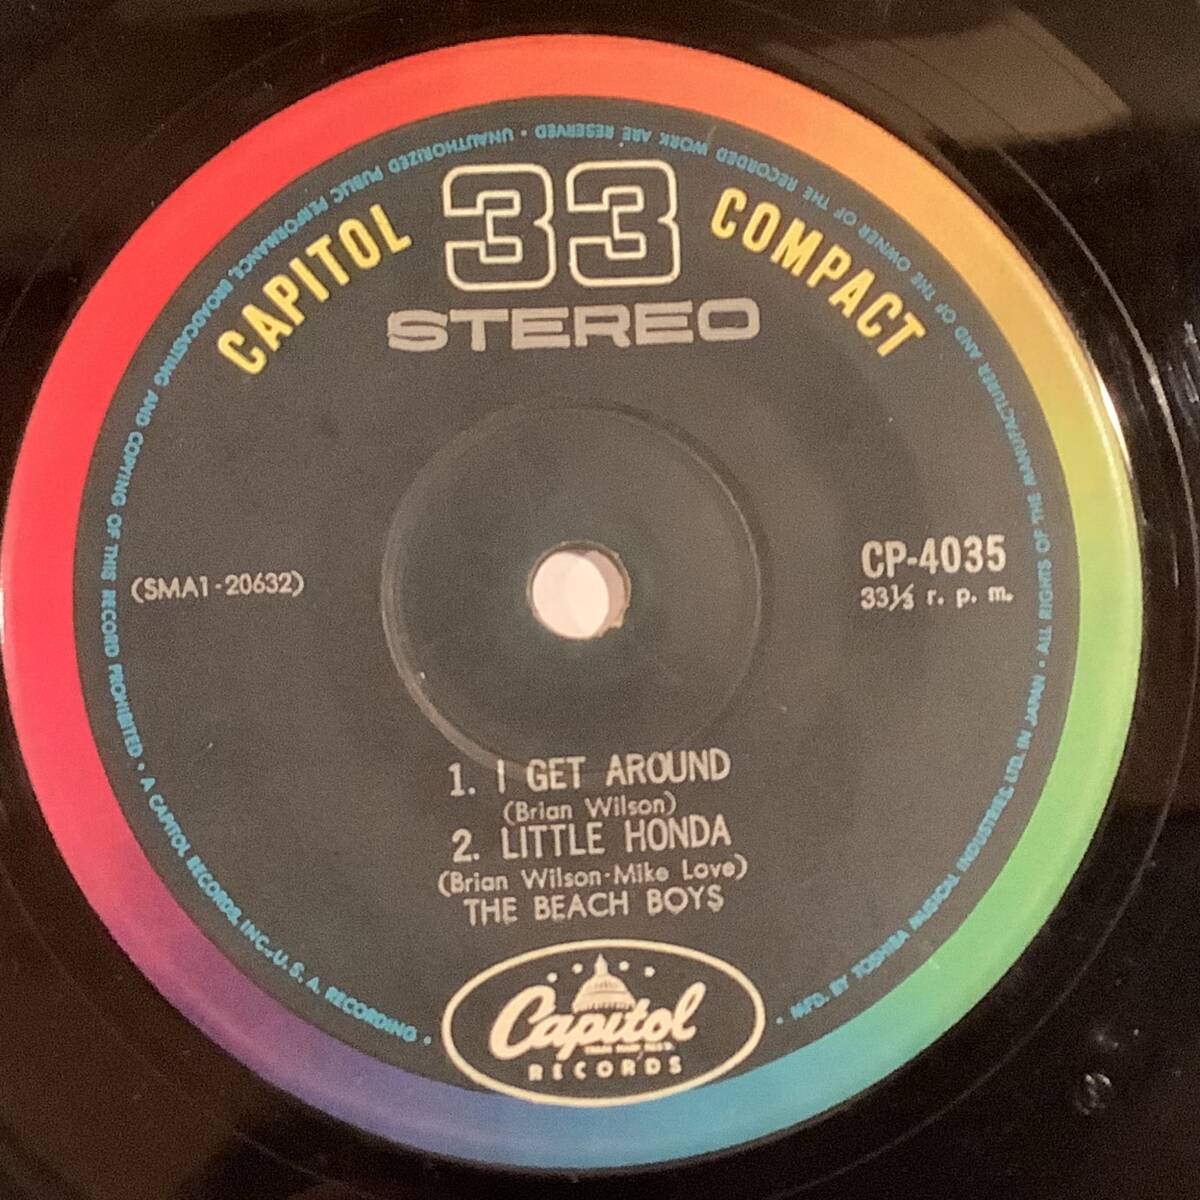 CAPITOL 33 COMPACT
STEREO
(SMA1-20632)
CP-4035
33⅓ r. p. m.
1. I GET AROUND
(Brian Wilson)
2. LITTLE HONDA
(Brian Wilson-Mike Love)
THE BEACH BOYS
Capitol
TRADE MARK REG.
RECORDS
• MFD. BY TOSHIBA MUSICAL INDUSTRIES, LTD. IN JAPAN • ALL RIGHTS OF THE MANUFACTURER AND OF THE OWNER OF THE RECORDED WORK ARE RESERVED • UNAUTHORIZED PUBLIC PERFORMANCE, BROADCASTING AND COPYING OF THIS RECORD PROHIBITED • A CAPITOL RECORDS, INC., U. S. A. RECORDING •